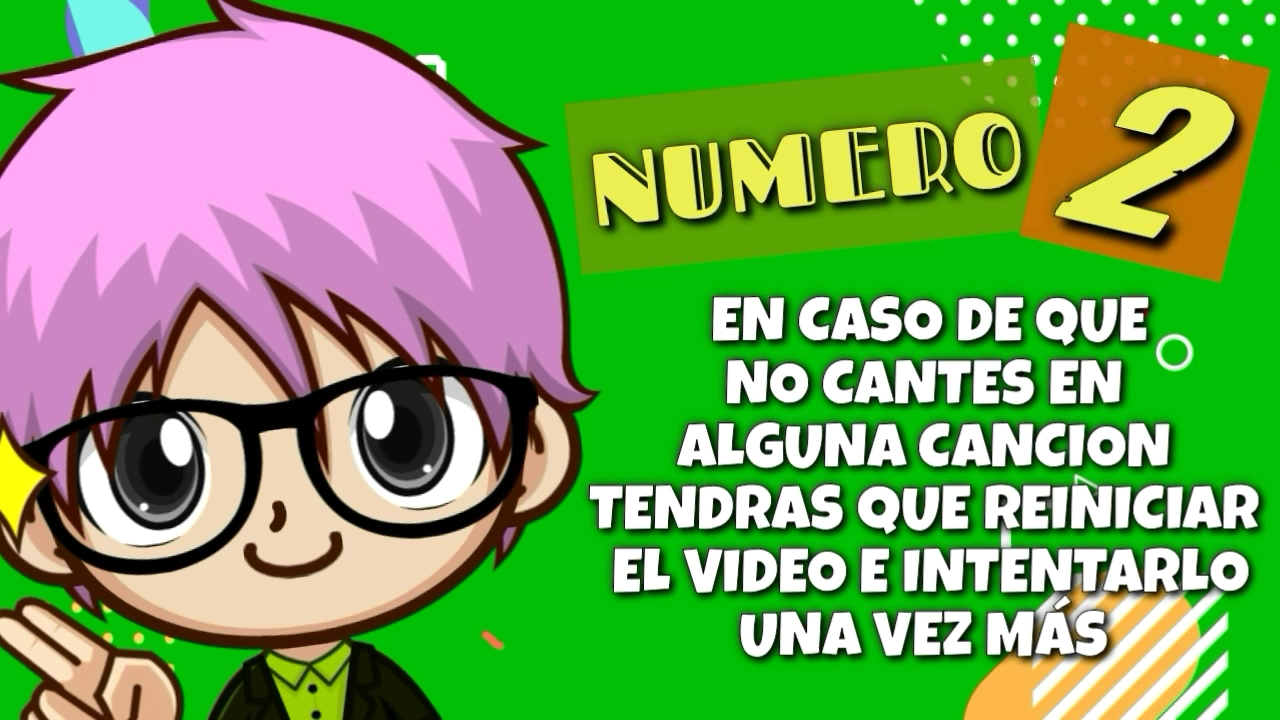 NUMERO 2
EN CASO DE QUE
NO CANTES EN
ALGUNA CANCION
TENDRAS QUE REINICIAR
EL VIDEO E INTENTARLO
UNA VEZ MÁS